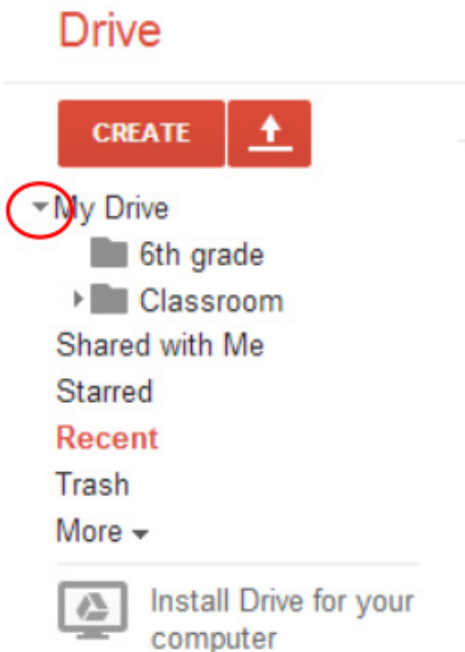 Drive
CREATE
My Drive
6th grade
Classroom
Shared with Me
Starred
Recent
Trash
More
Install Drive for your
computer